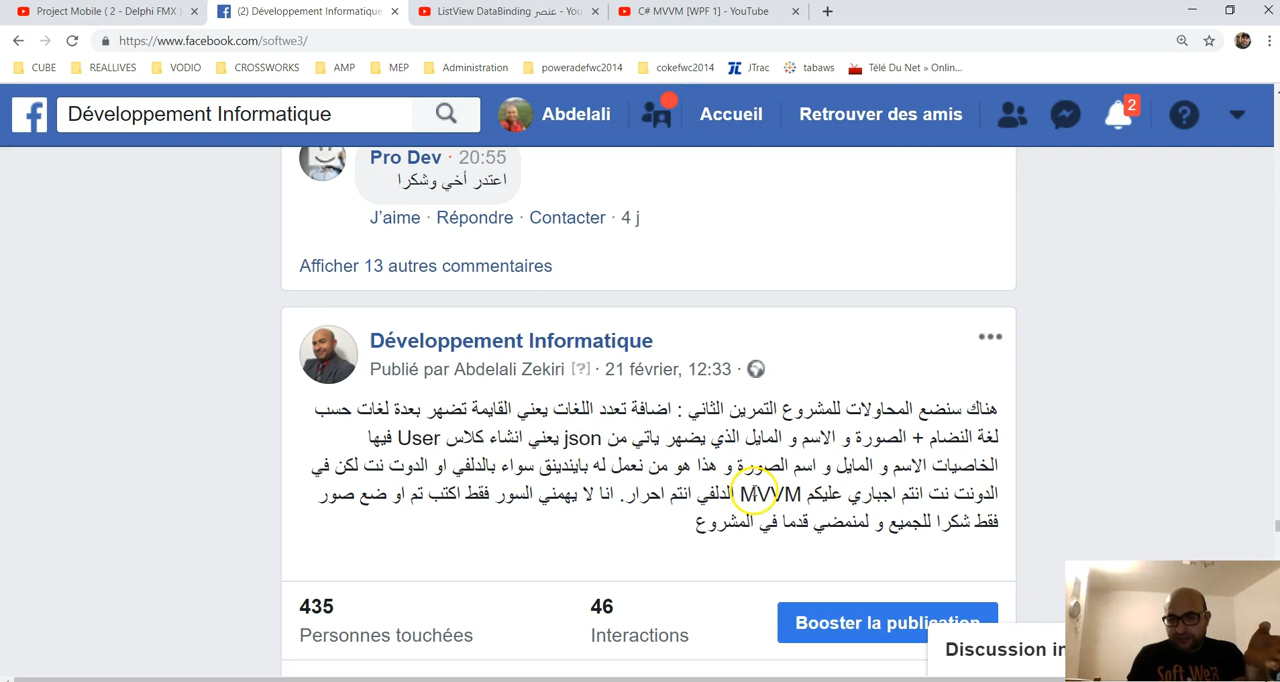 Project Mobile ( 2 - Delphi FMX )
(2) Développement Informatique
ListView DataBinding عنصر - You
C# MVVM [WPF 1] - YouTube
https://www.facebook.com/softwe3/
CUBE
REALLIVES
VODIO
CROSSWORKS
AMP
MEP
Administration
poweradefwc2014
cokefwc2014
JTrac
tabaws
Télé Du Net » Onlin...
Développement Informatique
Abdelali
Accueil
Retrouver des amis
2
Pro Dev · 20:55
اعتدر أخي وشكرا
J’aime · Répondre · Contacter · 4 j
Afficher 13 autres commentaires
Développement Informatique
Publié par Abdelali Zekiri [?] · 21 février, 12:33 ·
هناك سنضع المحاولات للمشروع التمرين الثاني : اضافة تعدد اللغات يعني القايمة تضهر بعدة لغات حسب
لغة النضام + الصورة و الاسم و المايل الذي يضهر ياتي من json يعني انشاء كلاس User فيها
الخاصيات الاسم و المايل و اسم الصورة و هذا هو من نعمل له بايندينق سواء بالدلفي او الدوت نت لكن في
الدونت نت انتم اجباري عليكم MVVM الدلفي انتم احرار. انا لا يهمني السور فقط اكتب تم او ضع صور
فقط شكرا للجميع و لمنمضي قدما في المشروع
435
Personnes touchées
46
Interactions
Booster la publication
Discussion in
Soft Web